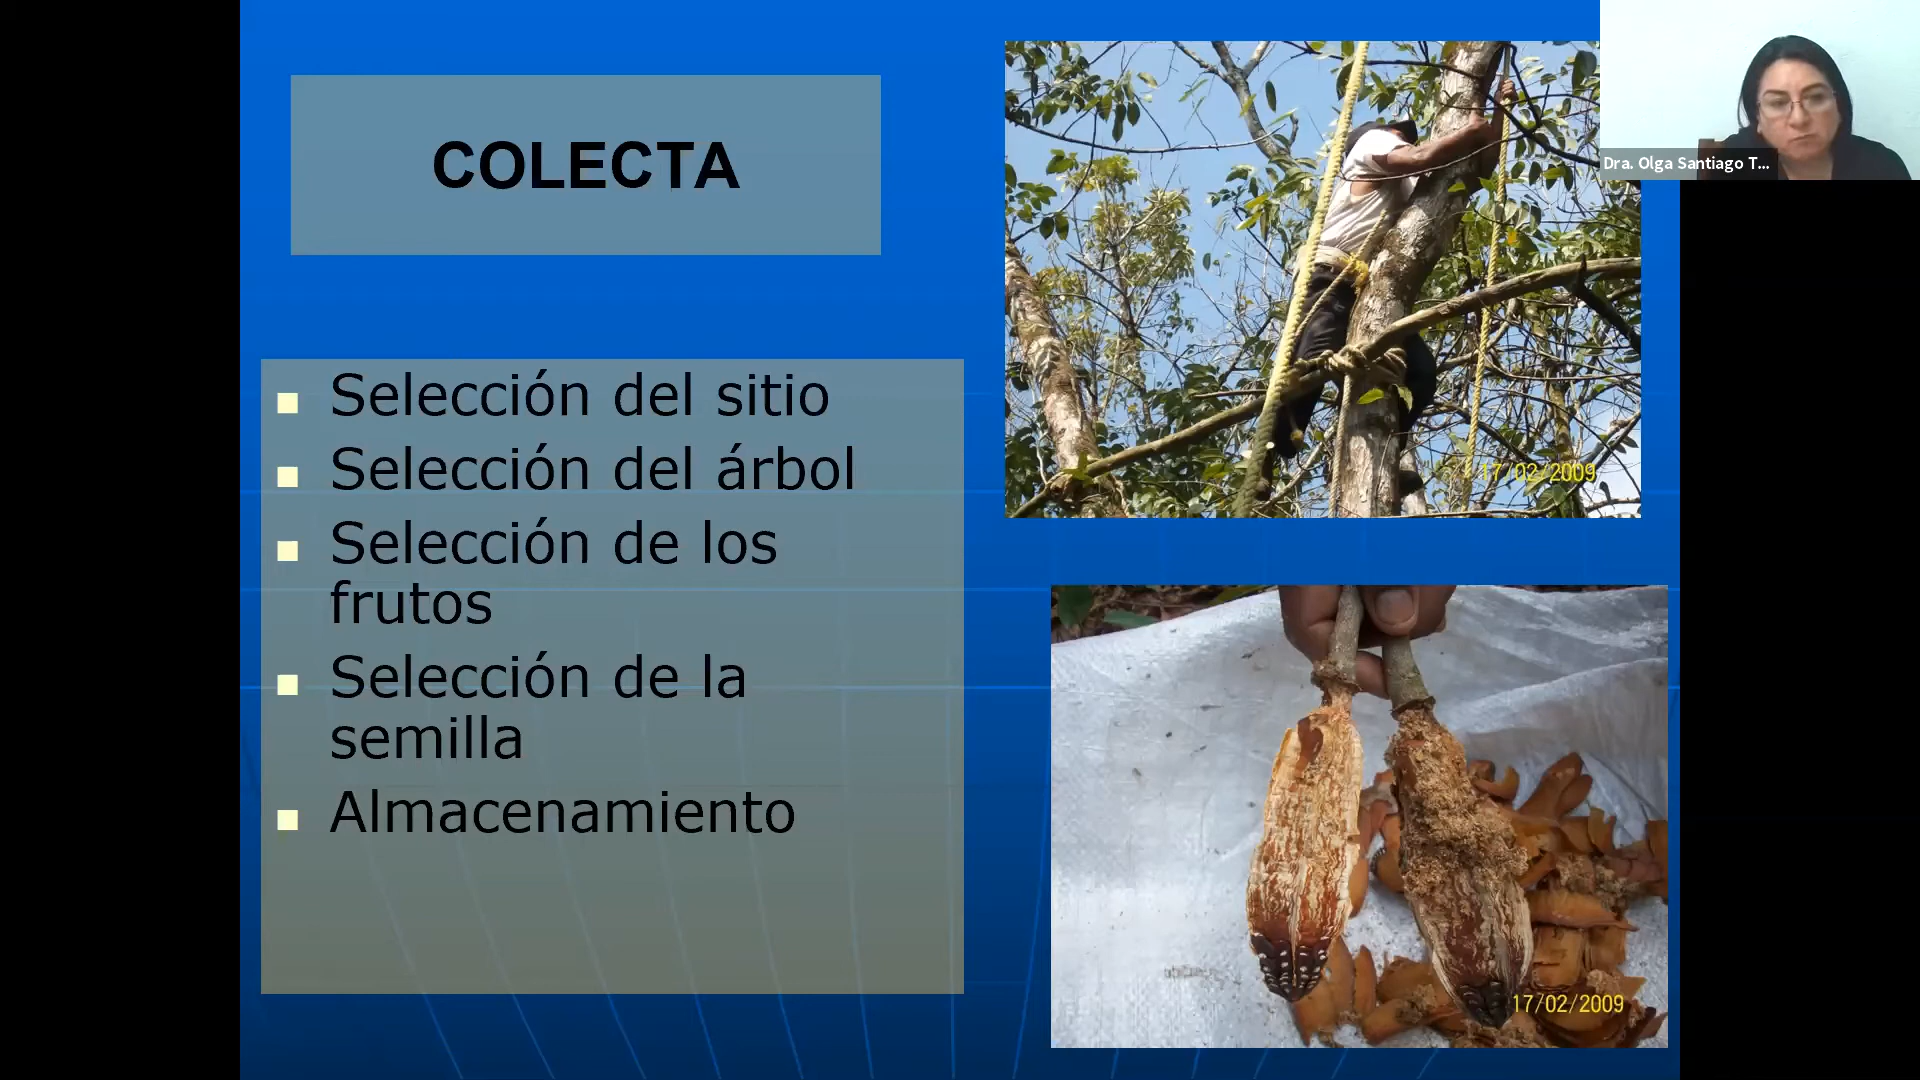 COLECTA
Selección del sitio
Selección del árbol
Selección de los
frutos
Selección de la
semilla
Almacenamiento
17/02/2009
17/02/2009
Dra. Olga Santiago T...